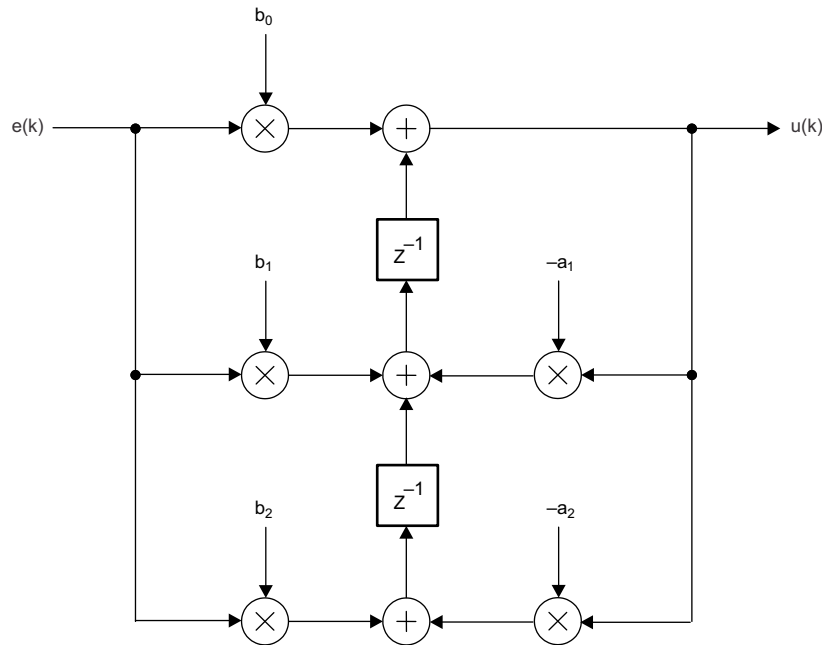 b₀
e(k)
u(k)
z⁻¹
b₁
–a₁
z⁻¹
b₂
–a₂